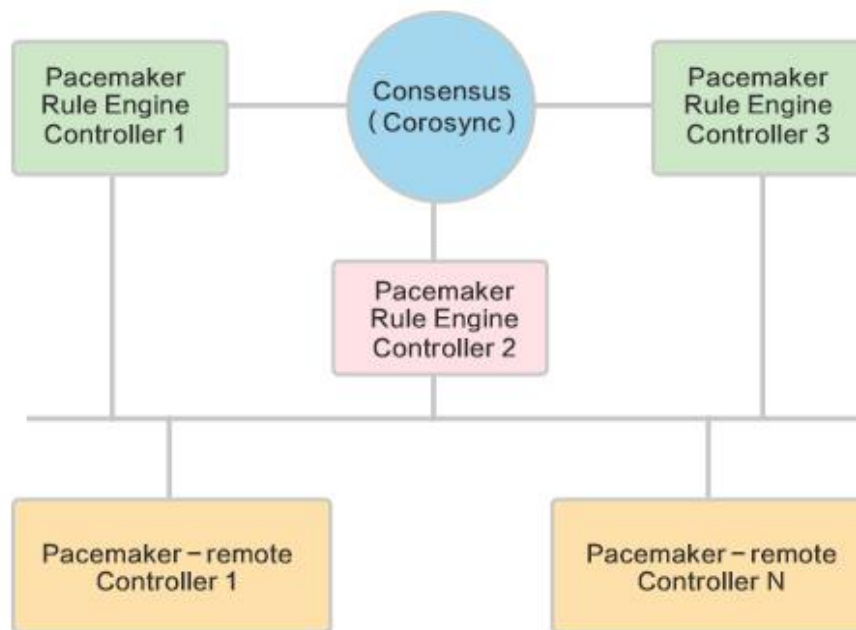 Pacemaker
Rule Engine
Controller 1
Consensus
( Corosync )
Pacemaker
Rule Engine
Controller 3
Pacemaker
Rule Engine
Controller 2
Pacemaker-remote
Controller 1
Pacemaker-remote
Controller N